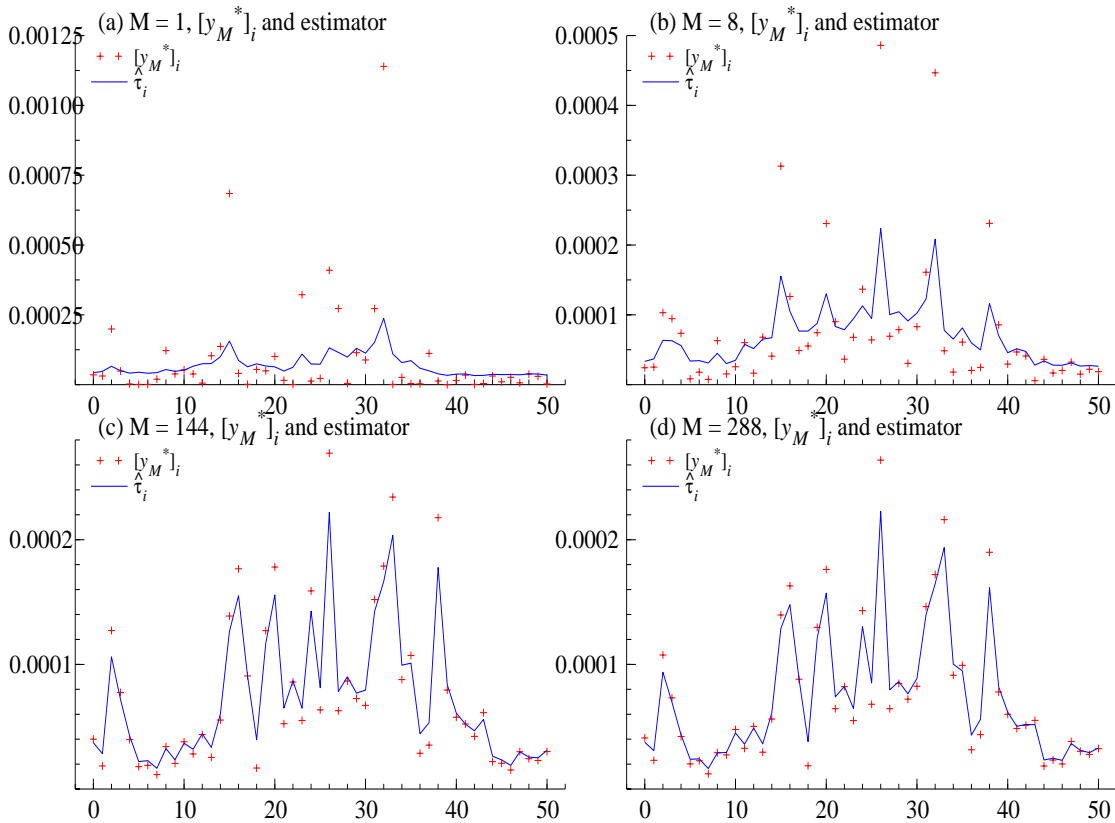 (a) M = 1, [y_M^*]_i and estimator
0.00125
[y_M^*]_i
τ̂_i
0.00100
0.00075
0.00050
0.00025
0 10 20 30 40 50
(b) M = 8, [y_M^*]_i and estimator
0.0005
[y_M^*]_i
τ̂_i
0.0004
0.0003
0.0002
0.0001
0 10 20 30 40 50
(c) M = 144, [y_M^*]_i and estimator
[y_M^*]_i
τ̂_i
0.0002
0.0001
0 10 20 30 40 50
(d) M = 288, [y_M^*]_i and estimator
[y_M^*]_i
τ̂_i
0.0002
0.0001
0 10 20 30 40 50